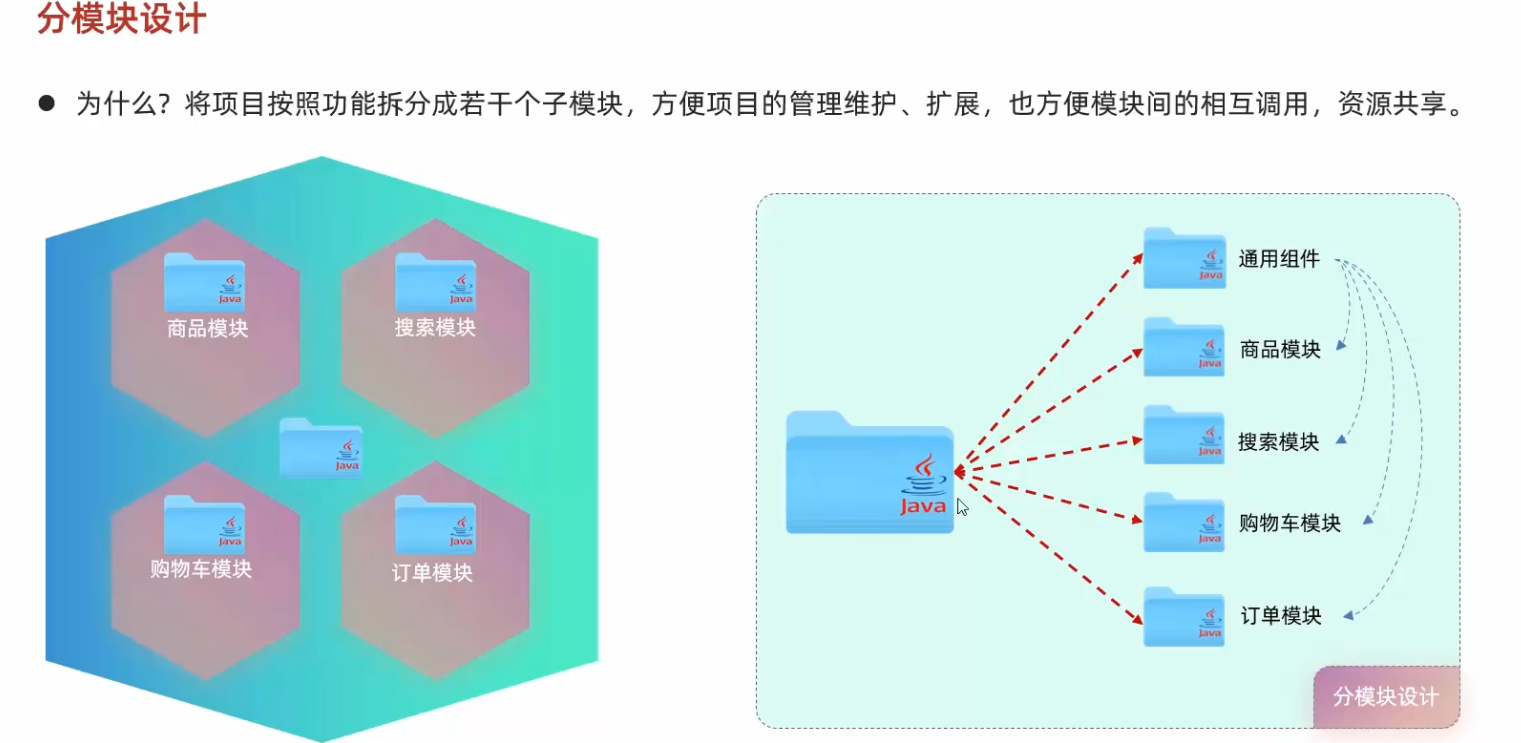 分模块设计
● 为什么？将项目按照功能拆分成若干个子模块，方便项目的管理维护、扩展，也方便模块间的相互调用，资源共享。
Java
商品模块
Java
搜索模块
Java
Java
购物车模块
Java
订单模块
Java
Java
通用组件
Java
商品模块
Java
搜索模块
Java
购物车模块
Java
订单模块
分模块设计